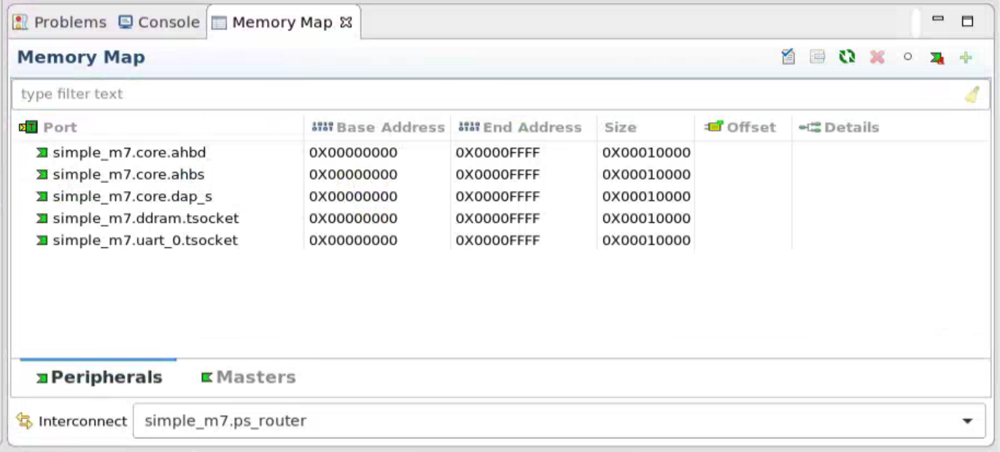 Problems Console Memory Map
Memory Map
type filter text
Port Base Address End Address Size Offset Details
simple_m7.core.ahbd 0X00000000 0X0000FFFF 0X00010000
simple_m7.core.ahbs 0X00000000 0X0000FFFF 0X00010000
simple_m7.core.dap_s 0X00000000 0X0000FFFF 0X00010000
simple_m7.ddram.tsocket 0X00000000 0X0000FFFF 0X00010000
simple_m7.uart_0.tsocket 0X00000000 0X0000FFFF 0X00010000
Peripherals Masters
Interconnect simple_m7.ps_router